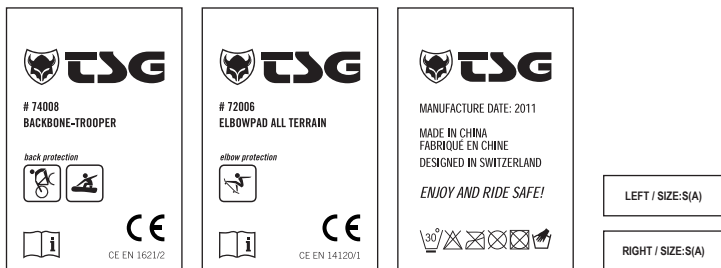 TSG
# 74008
BACKBONE-TROOPER
back protection
i
CE
CE EN 1621/2
TSG
# 72006
ELBOWPAD ALL TERRAIN
elbow protection
i
CE
CE EN 14120/1
TSG
MANUFACTURE DATE: 2011
MADE IN CHINA
FABRIQUÉ EN CHINE
DESIGNED IN SWITZERLAND
ENJOY AND RIDE SAFE!
30°
LEFT / SIZE:S(A)
RIGHT / SIZE:S(A)